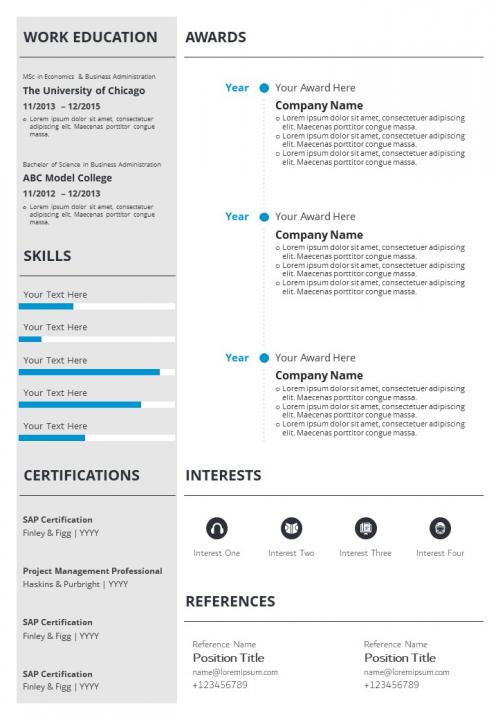 WORK EDUCATION
MSc in Economics & Business Administration
The University of Chicago
11/2013 – 12/2015
o Lorem ipsum dolor sit amet, consectetuer
adipiscing elit. Maecenas porttitor congue
massa.
Bachelor of Science in Business Administration
ABC Model College
11/2012 – 12/2013
o Lorem ipsum dolor sit amet, consectetuer
adipiscing elit. Maecenas porttitor congue
massa.
SKILLS
Your Text Here
Your Text Here
Your Text Here
Your Text Here
Your Text Here
CERTIFICATIONS
SAP Certification
Finley & Figg | YYYY
Project Management Professional
Haskins & Purbright | YYYY
SAP Certification
Finley & Figg | YYYY
SAP Certification
Finley & Figg | YYYY
AWARDS
Year Your Award Here
Company Name
o Lorem ipsum dolor sit amet, consectetuer adipiscing
elit. Maecenas porttitor congue massa.
o Lorem ipsum dolor sit amet, consectetuer adipiscing
elit. Maecenas porttitor congue massa.
o Lorem ipsum dolor sit amet, consectetuer adipiscing
elit. Maecenas porttitor congue massa.
Year Your Award Here
Company Name
o Lorem ipsum dolor sit amet, consectetuer adipiscing
elit. Maecenas porttitor congue massa.
o Lorem ipsum dolor sit amet, consectetuer adipiscing
elit. Maecenas porttitor congue massa.
o Lorem ipsum dolor sit amet, consectetuer adipiscing
elit. Maecenas porttitor congue massa.
Year Your Award Here
Company Name
o Lorem ipsum dolor sit amet, consectetuer adipiscing
elit. Maecenas porttitor congue massa.
o Lorem ipsum dolor sit amet, consectetuer adipiscing
elit. Maecenas porttitor congue massa.
o Lorem ipsum dolor sit amet, consectetuer adipiscing
elit. Maecenas porttitor congue massa.
INTERESTS
Interest One Interest Two Interest Three Interest Four
REFERENCES
Reference Name
Position Title
name@loremipsum.com
+123456789
Reference Name
Position Title
name@loremipsum.com
+123456789